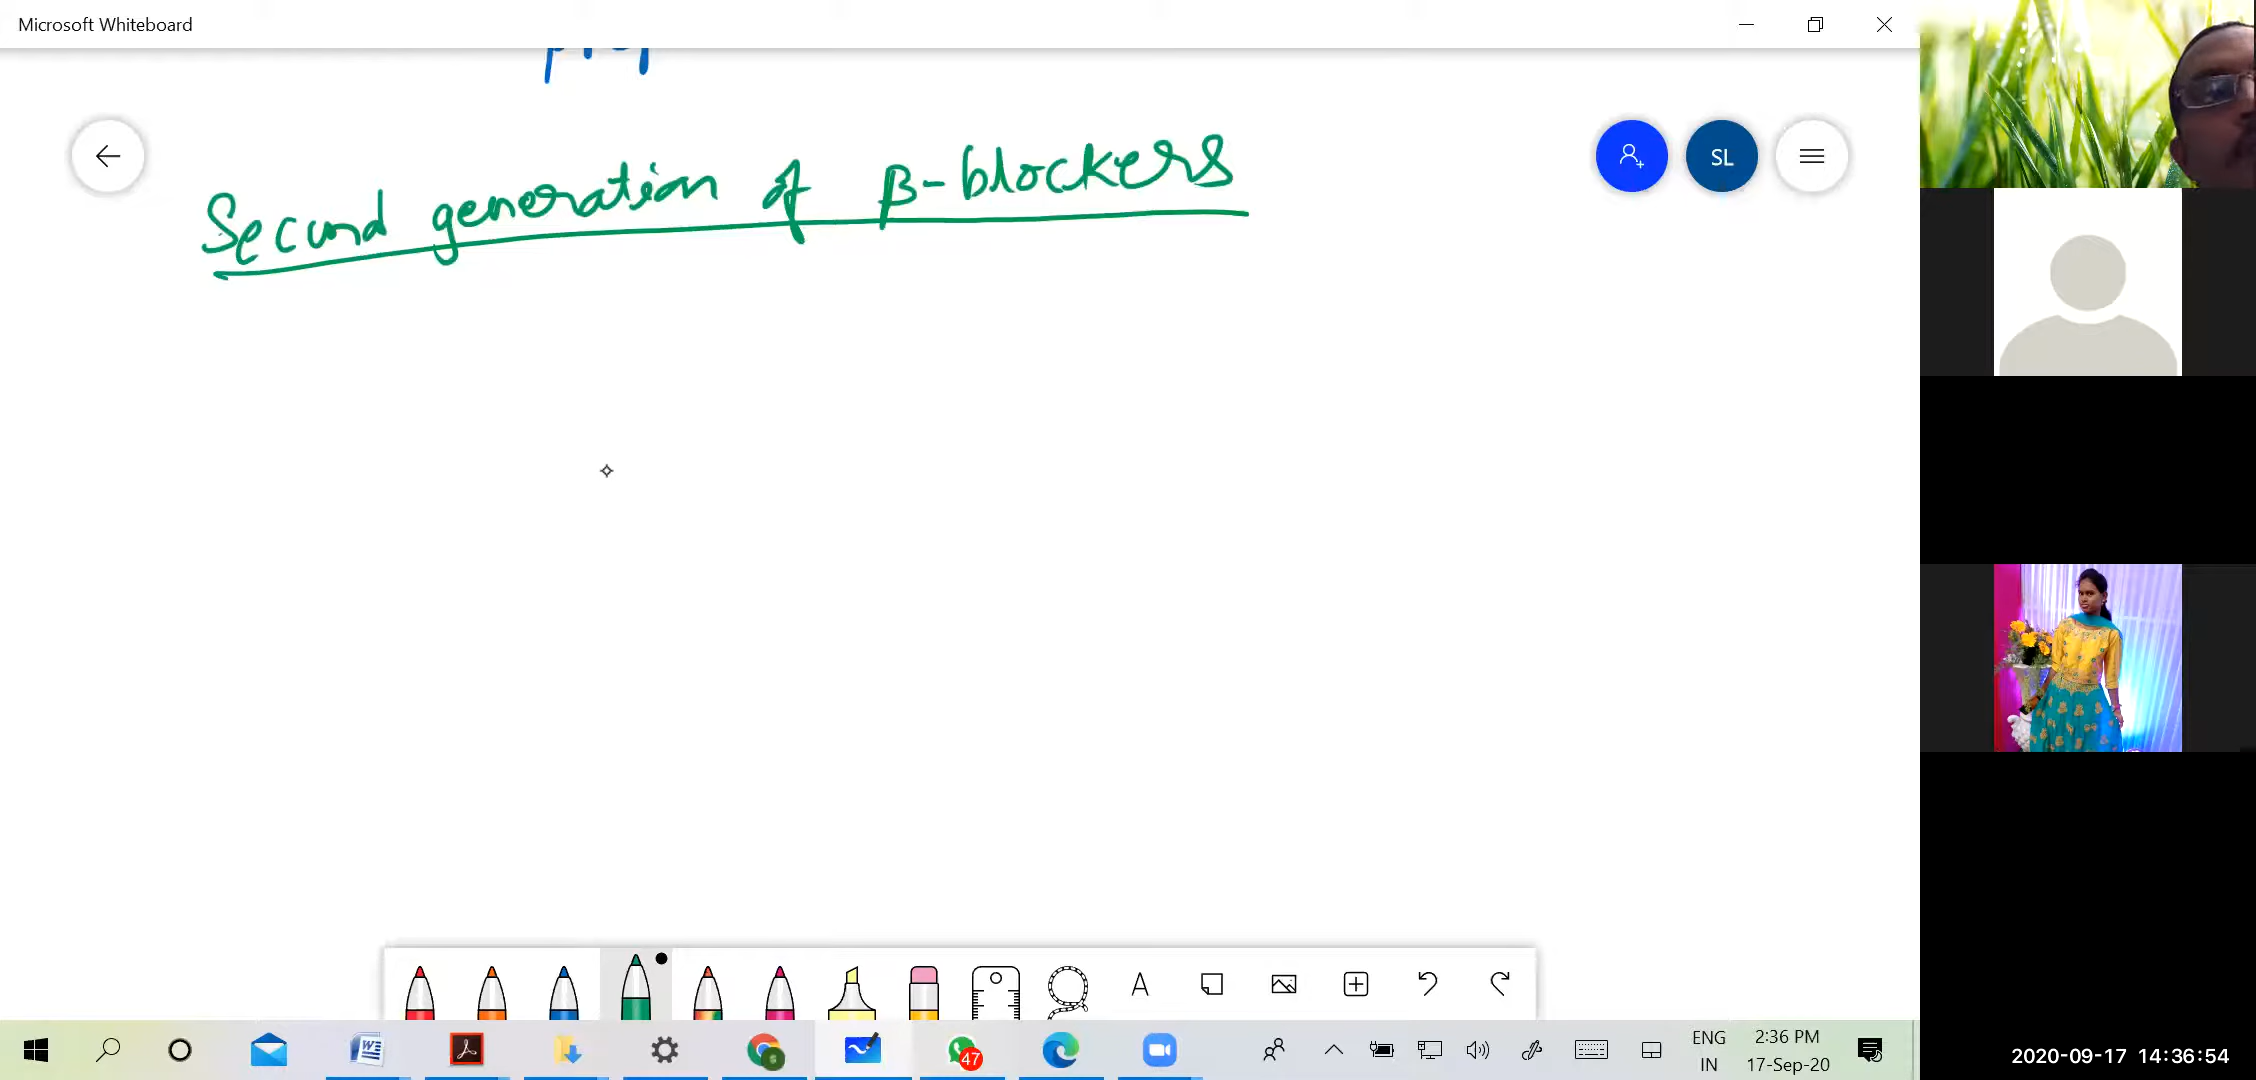 Microsoft Whiteboard
Second generation of β-blockers
SL
A
47
ENG
IN
2:36 PM
17-Sep-20
2020-09-17 14:36:54